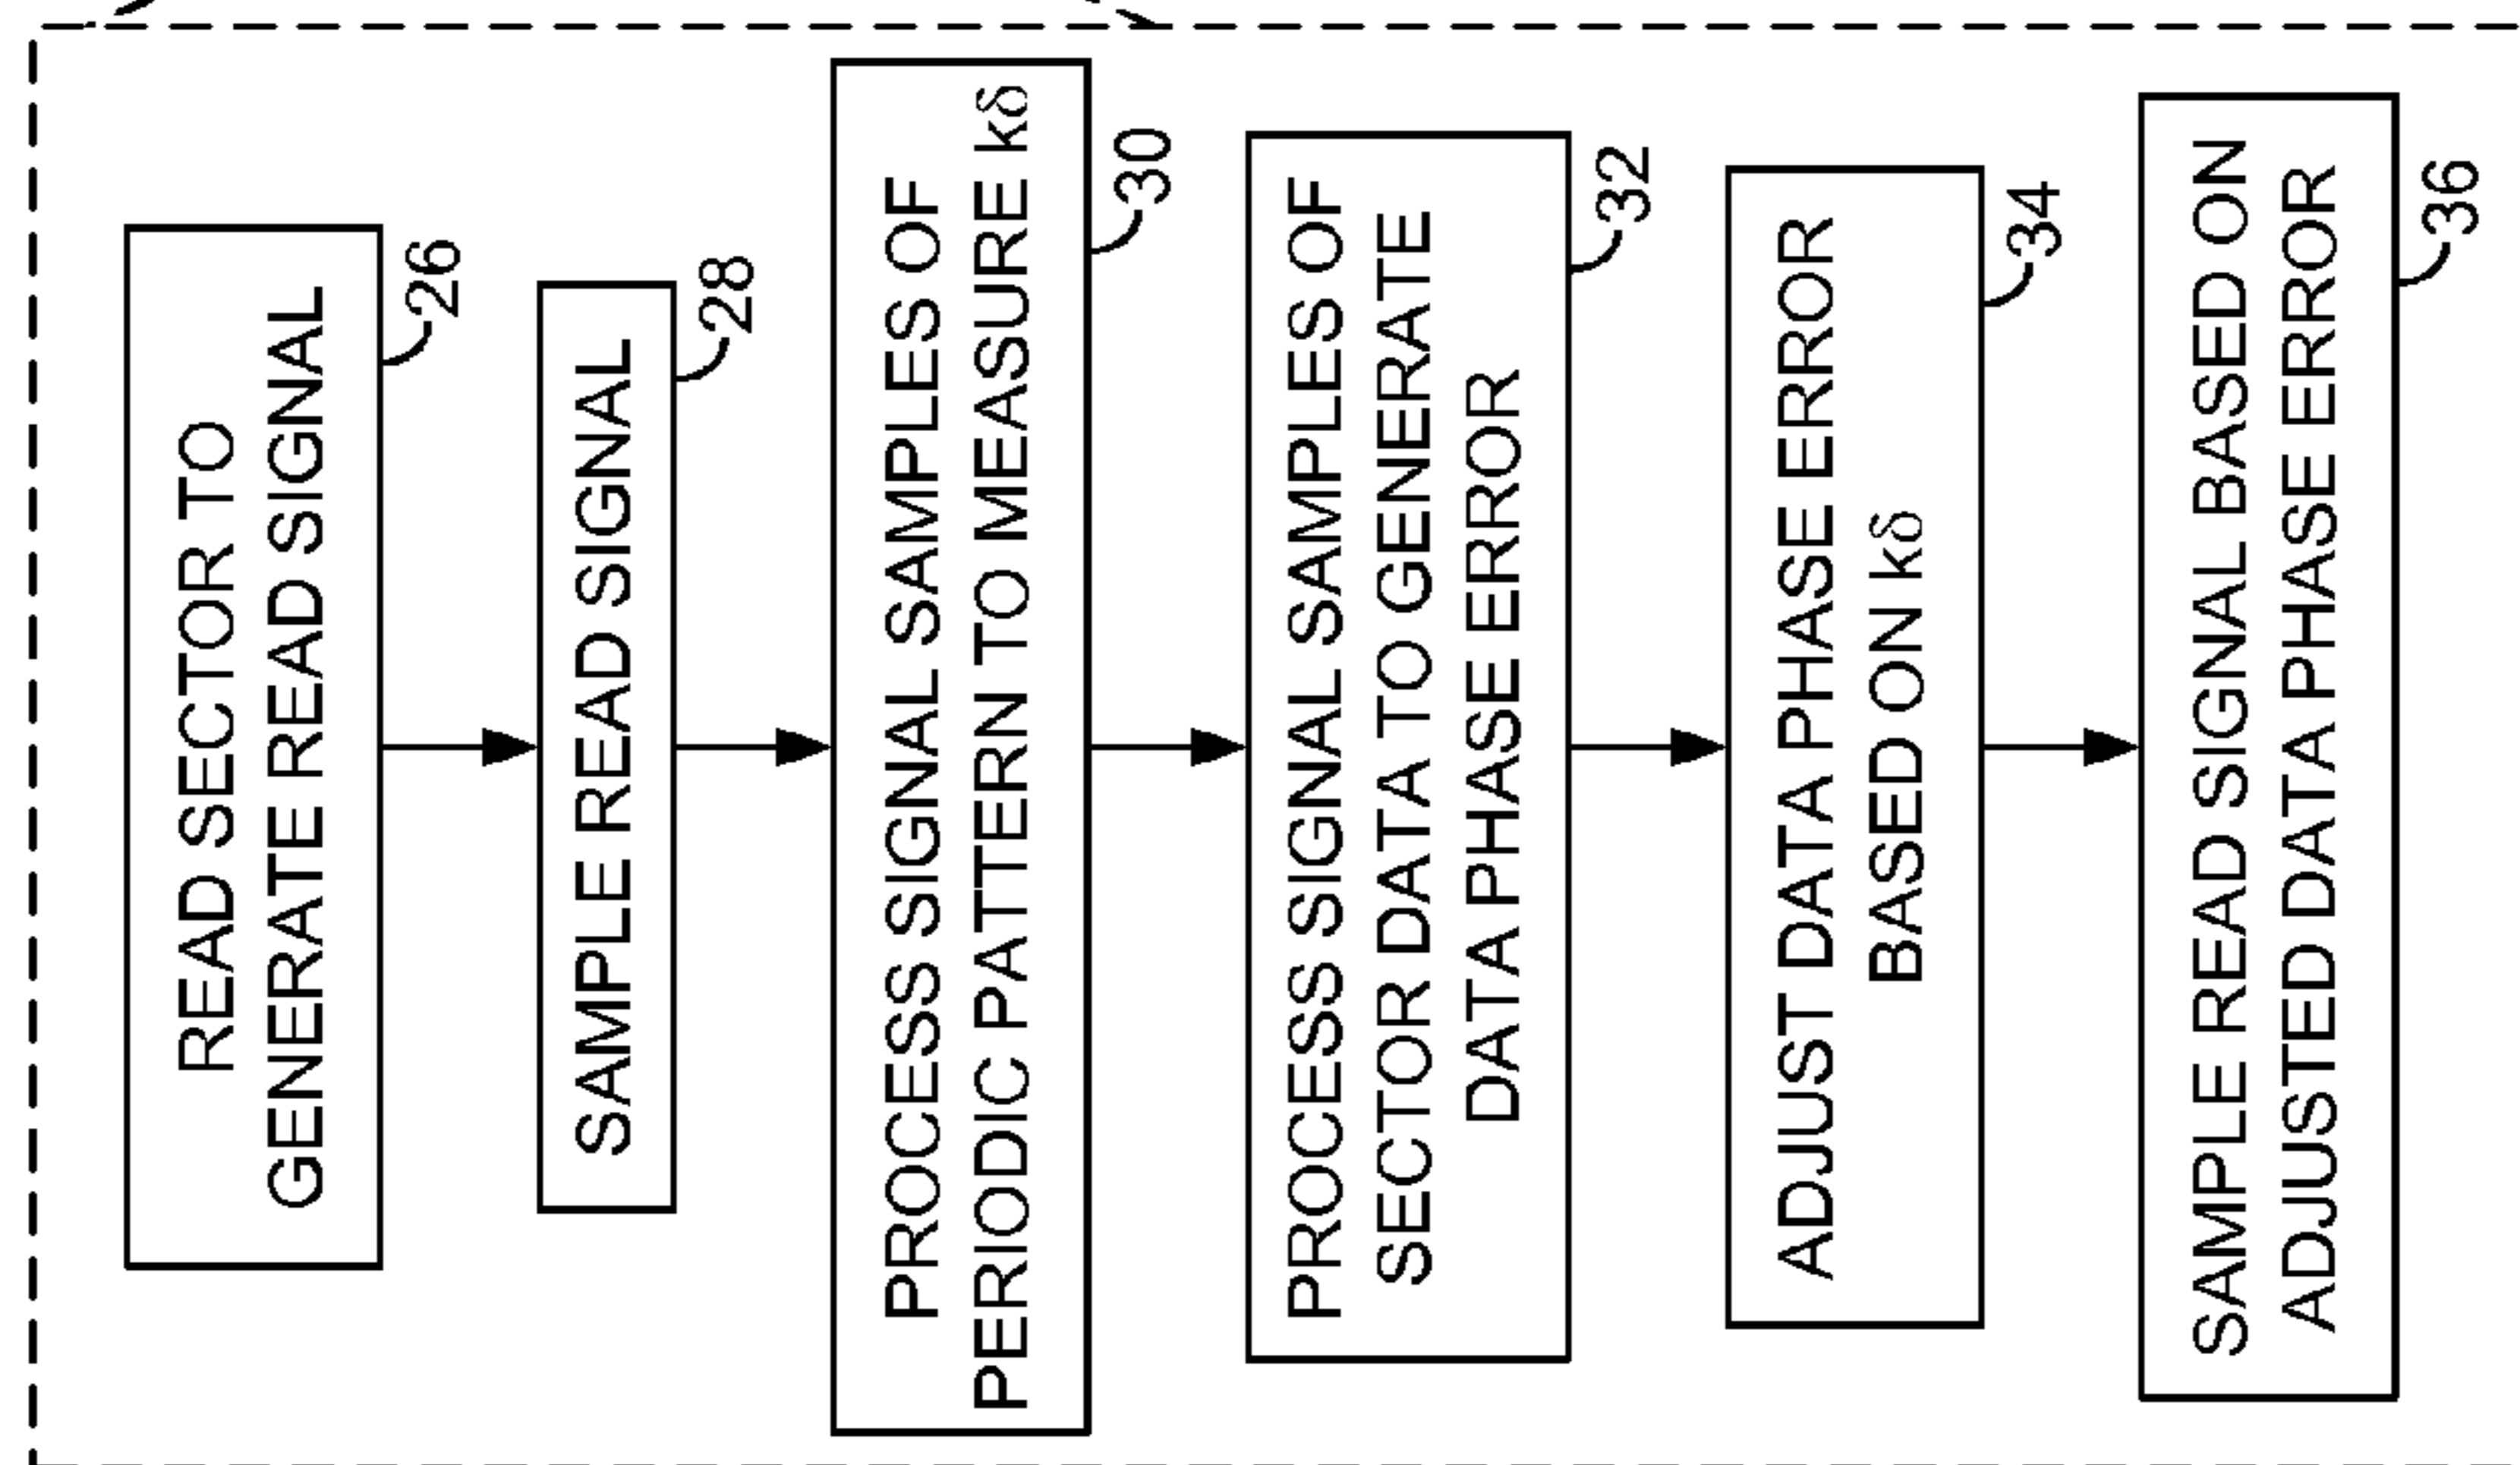 READ SECTOR TO
GENERATE READ SIGNAL
26
SAMPLE READ SIGNAL
28
PROCESS SIGNAL SAMPLES OF
PERIODIC PATTERN TO MEASURE kδ
30
PROCESS SIGNAL SAMPLES OF
SECTOR DATA TO GENERATE
DATA PHASE ERROR
32
ADJUST DATA PHASE ERROR
BASED ON kδ
34
SAMPLE READ SIGNAL BASED ON
ADJUSTED DATA PHASE ERROR
36